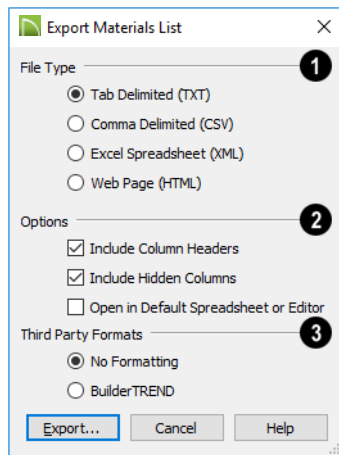 Export Materials List
File Type 1
Tab Delimited (TXT)
Comma Delimited (CSV)
Excel Spreadsheet (XML)
Web Page (HTML)
Options 2
Include Column Headers
Include Hidden Columns
Open in Default Spreadsheet or Editor
Third Party Formats 3
No Formatting
BuilderTREND
Export... Cancel Help